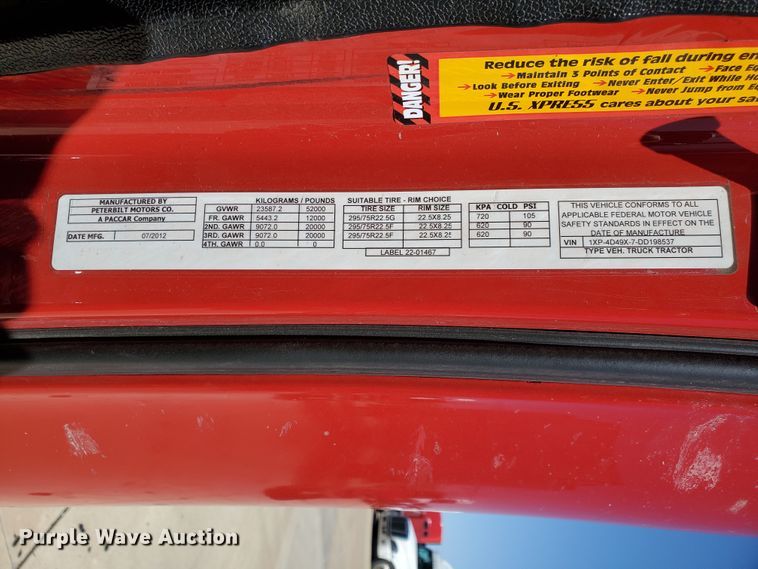 DANGER!
Reduce the risk of fall during
→Maintain 3 Points of Contact →Face
→Look Before Exiting →Never Enter/Exit While
→Wear Proper Footwear →Never Jump from
U.S. XPRESS cares about your
MANUFACTURED BY
PETERBILT MOTORS CO.
A PACCAR Company
DATE MFG. 07/2012
KILOGRAMS / POUNDS
GVWR 23587.2 52000
FR. GAWR 5443.2 12000
2ND. GAWR 9072.0 20000
3RD. GAWR 9072.0 20000
4TH. GAWR 0.0 0
SUITABLE TIRE - RIM CHOICE
TIRE SIZE RIM SIZE
295/75R22.5G 22.5X8.25
295/75R22.5F 22.5X8.25
295/75R22.5F 22.5X8.25
LABEL 22-01467
KPA COLD PSI
720 105
620 90
620 90
THIS VEHICLE CONFORMS TO ALL
APPLICABLE FEDERAL MOTOR VEHICLE
SAFETY STANDARDS IN EFFECT ON THE
DATE OF MANUFACTURE
VIN 1XP-4D49X-7-DD198537
TYPE VEH. TRUCK TRACTOR
Purple Wave Auction